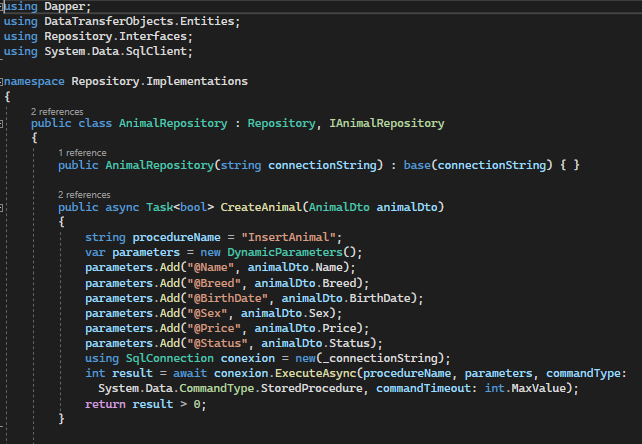 using Dapper;
using DataTransferObjects.Entities;
using Repository.Interfaces;
using System.Data.SqlClient;
namespace Repository.Implementations
{
2 references
public class AnimalRepository : Repository, IAnimalRepository
{
1 reference
public AnimalRepository(string connectionString) : base(connectionString) { }
2 references
public async Task<bool> CreateAnimal(AnimalDto animalDto)
{
string procedureName = "InsertAnimal";
var parameters = new DynamicParameters();
parameters.Add("@Name", animalDto.Name);
parameters.Add("@Breed", animalDto.Breed);
parameters.Add("@BirthDate", animalDto.BirthDate);
parameters.Add("@Sex", animalDto.Sex);
parameters.Add("@Price", animalDto.Price);
parameters.Add("@Status", animalDto.Status);
using SqlConnection conexion = new(_connectionString);
int result = await conexion.ExecuteAsync(procedureName, parameters, commandType:
System.Data.CommandType.StoredProcedure, commandTimeout: int.MaxValue);
return result > 0;
}